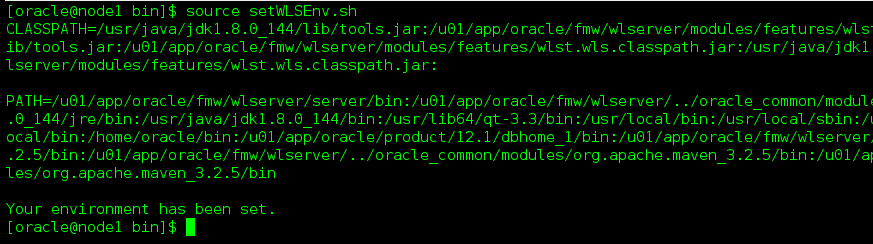 [oracle@node1 bin]$ source setWLSEnv.sh
CLASSPATH=/usr/java/jdk1.8.0_144/lib/tools.jar:/u01/app/oracle/fmw/wlserver/modules/features/wlst
ib/tools.jar:/u01/app/oracle/fmw/wlserver/modules/features/wlst.wls.classpath.jar:/usr/java/jdk1
lserver/modules/features/wlst.wls.classpath.jar:
PATH=/u01/app/oracle/fmw/wlserver/server/bin:/u01/app/oracle/fmw/wlserver/../oracle_common/module
.0_144/jre/bin:/usr/java/jdk1.8.0_144/bin:/usr/lib64/qt-3.3/bin:/usr/local/bin:/usr/local/sbin:/u
ocal/bin:/home/oracle/bin:/u01/app/oracle/product/12.1/dbhome_1/bin:/u01/app/oracle/fmw/wlserver/
.2.5/bin:/u01/app/oracle/fmw/wlserver/../oracle_common/modules/org.apache.maven_3.2.5/bin:/u01/ap
les/org.apache.maven_3.2.5/bin
Your environment has been set.
[oracle@node1 bin]$